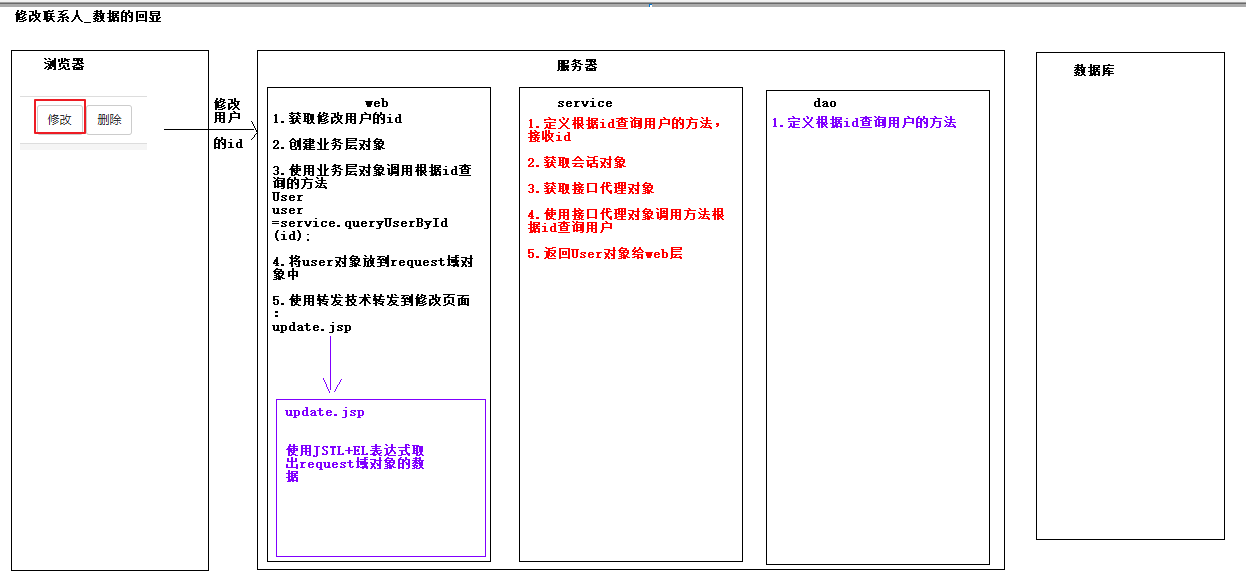 修改联系人_数据的回显
浏览器
修改
删除
修改
用户
的id
服务器
web
1.获取修改用户的id
2.创建业务层对象
3.使用业务层对象调用根据id查
询的方法
User
user
=service.queryUserById
(id);
4.将user对象放到request域对
象中
5.使用转发技术转发到修改页面
：
update.jsp
update.jsp
使用JSTL+EL表达式取
出request域对象的数
据
service
1.定义根据id查询用户的方法，
接收id
2.获取会话对象
3.获取接口代理对象
4.使用接口代理对象调用方法根
据id查询用户
5.返回User对象给web层
dao
1.定义根据id查询用户的方法
数据库